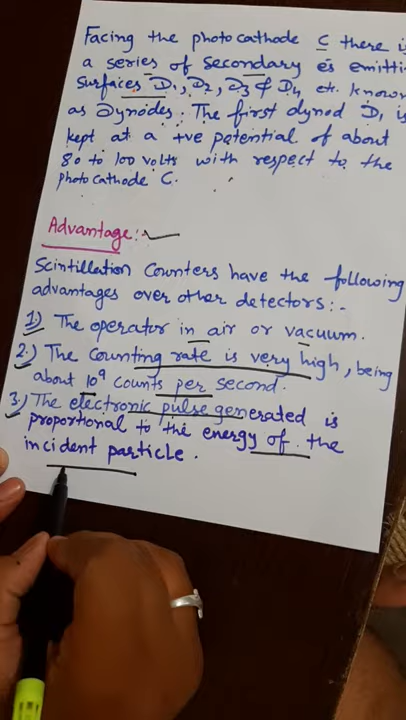 Facing the photocathode C there is
a series of secondary es emitti
surfaces D1, D2, D3 & D4 etc. known
as Dynodes. The first dynod D1 is
kept at a +ve potential of about
80 to 100 volts with respect to the
photocathode C.
Advantage:-
Scintillation Counters have the following
advantages over other detectors:-
1) The operator in air or vacuum.
2) The Counting rate is very high, being
about 10⁹ counts per second.
3) The electronic pulse generated is
proportional to the energy of the
incident particle.